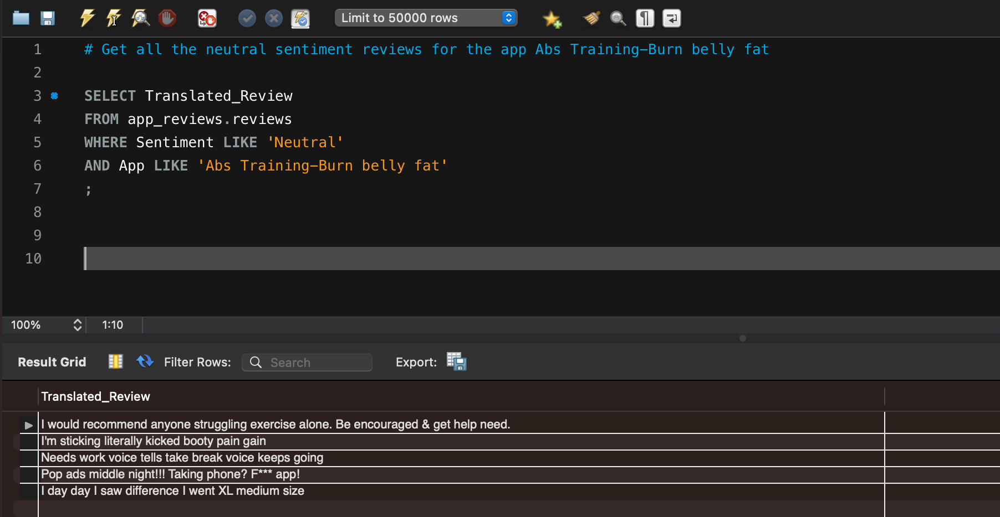 Limit to 50000 rows
1 # Get all the neutral sentiment reviews for the app Abs Training-Burn belly fat
2
3 SELECT Translated_Review
4 FROM app_reviews.reviews
5 WHERE Sentiment LIKE 'Neutral'
6 AND App LIKE 'Abs Training-Burn belly fat'
7 ;
8
9
10
100% 1:10
Result Grid Filter Rows: Search Export:
Translated_Review
I would recommend anyone struggling exercise alone. Be encouraged & get help need.
I'm sticking literally kicked booty pain gain
Needs work voice tells take break voice keeps going
Pop ads middle night!!! Taking phone? F*** app!
I day day I saw difference I went XL medium size